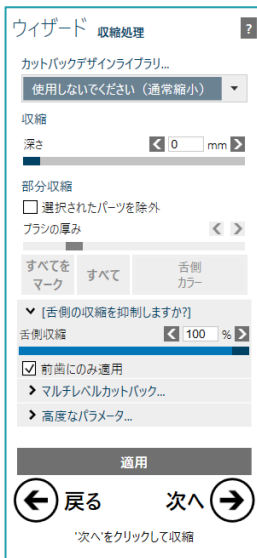 ウィザード 収縮処理 ?
カットバックデザインライブラリ...
使用しないでください（通常縮小）
収縮
深さ 0 mm
部分収縮
選択されたパーツを除外
ブラシの厚み
すべてを
マーク
すべて
舌側
カラー
[舌側の収縮を抑制しますか?]
舌側収縮 100 %
前歯にのみ適用
マルチレベルカットバック...
高度なパラメータ...
適用
戻る 次へ
'次へ'をクリックして収縮